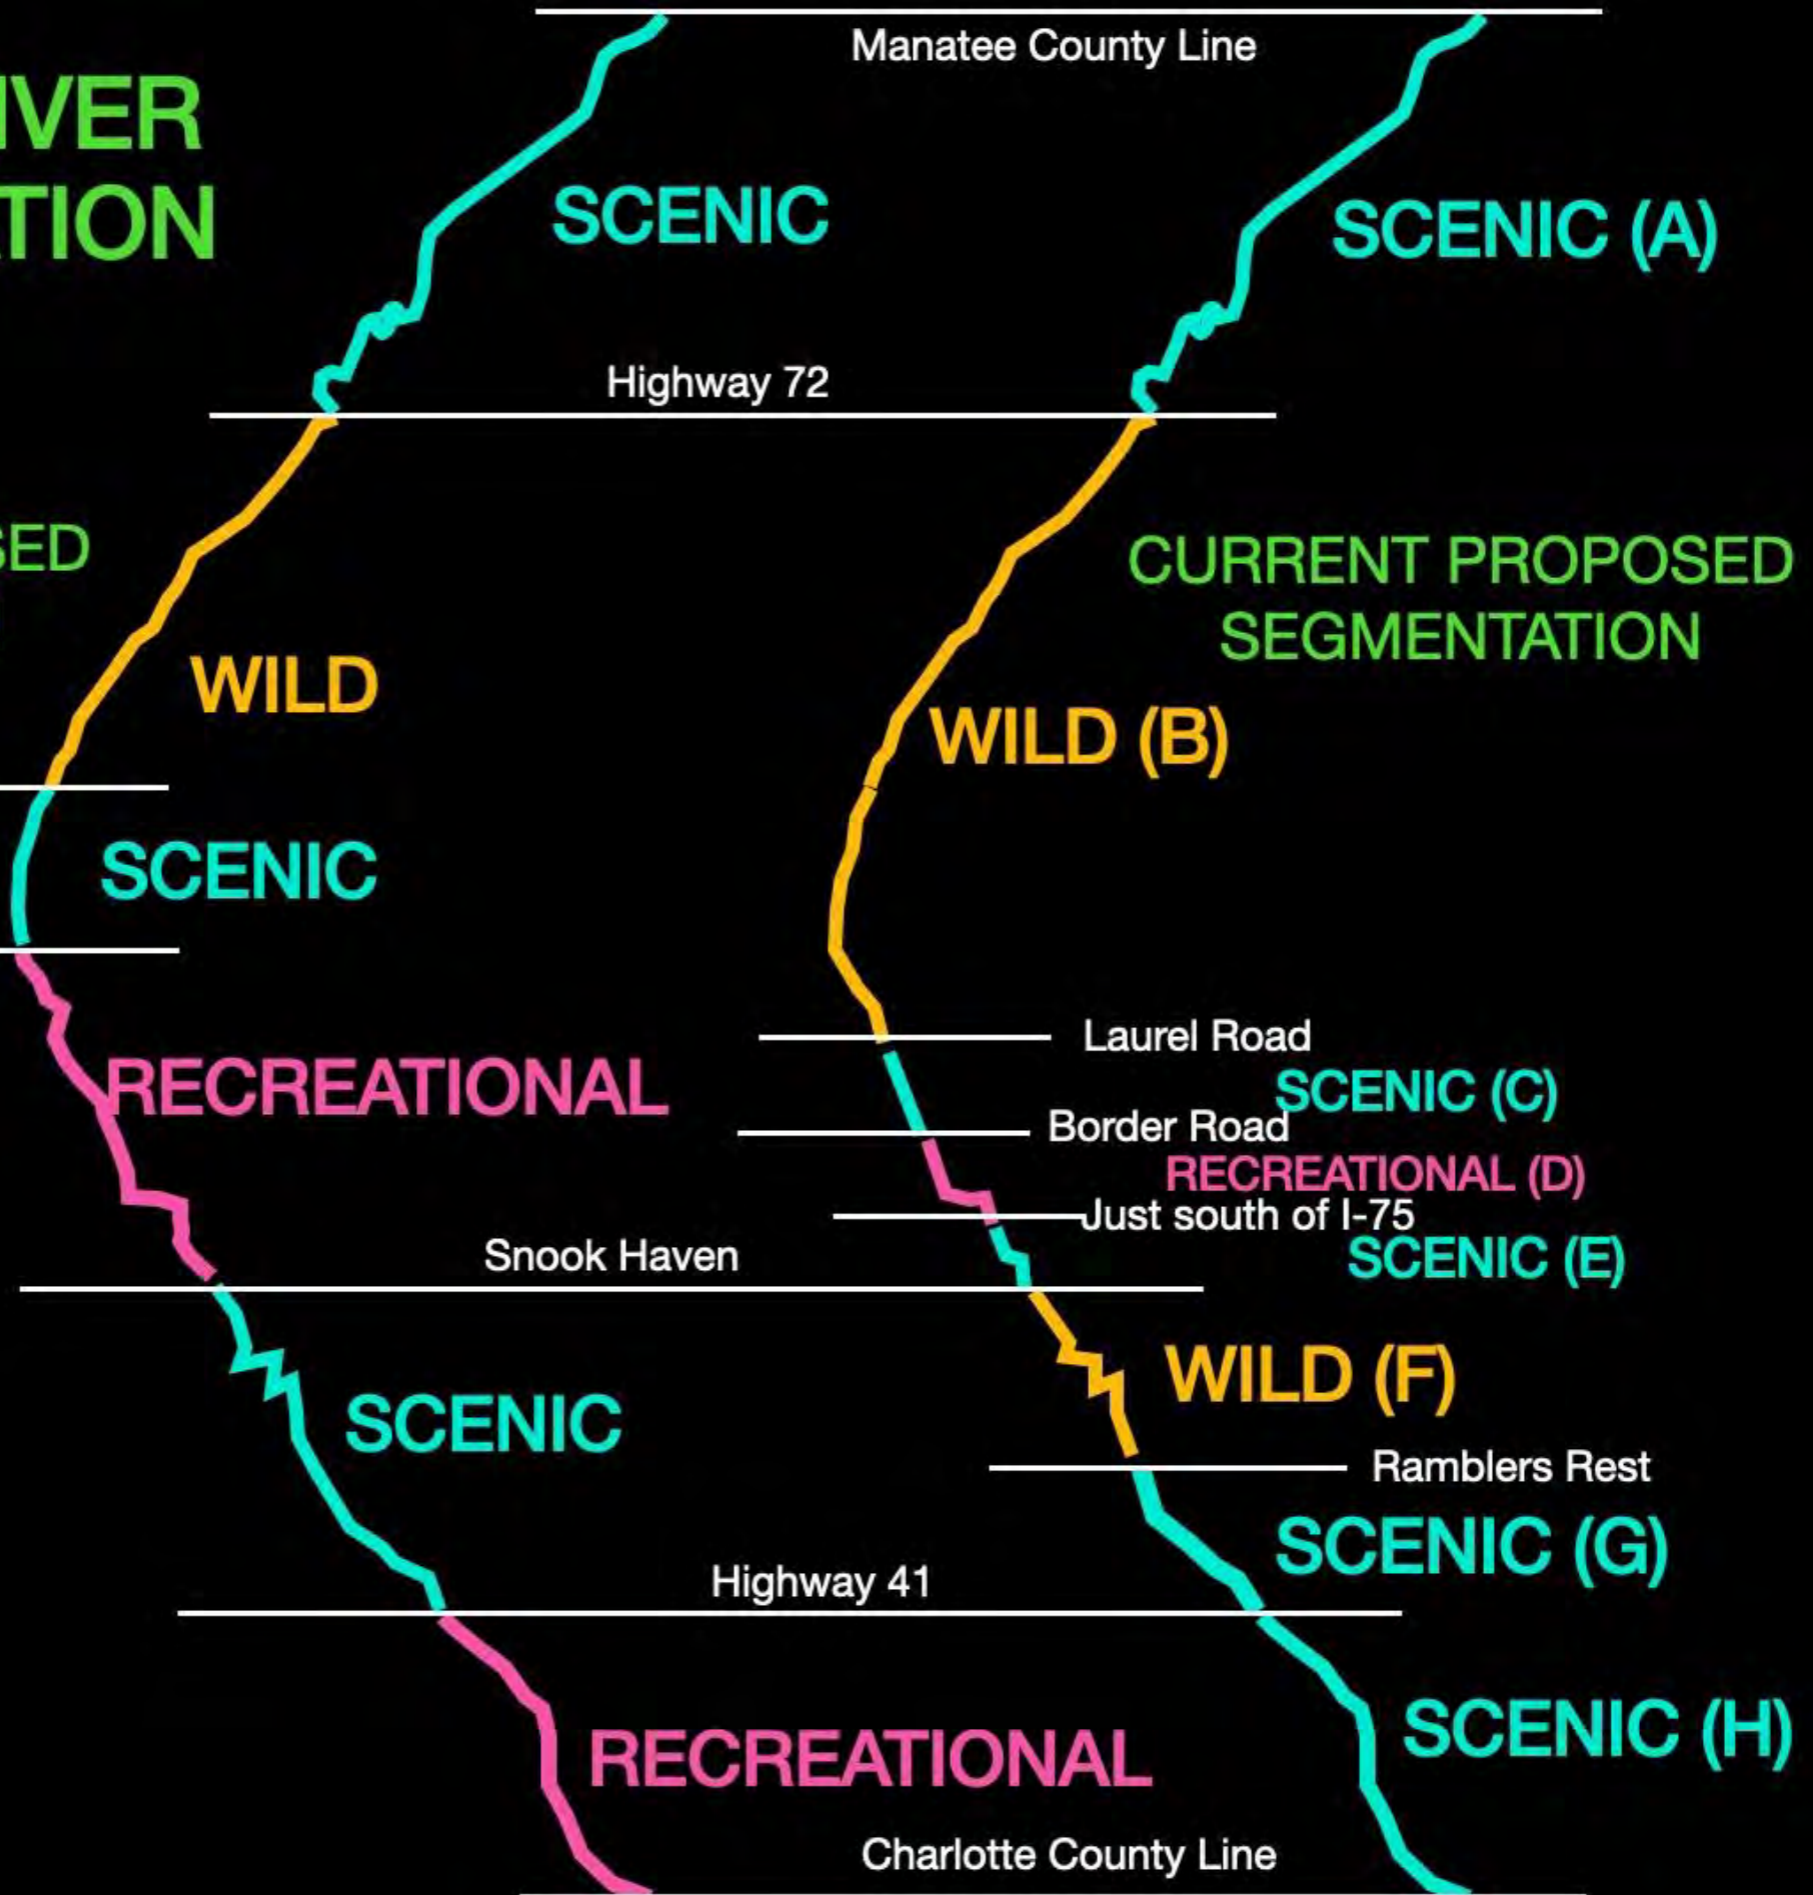 Manatee County Line
IVER
TION
SCENIC
SCENIC (A)
Highway 72
SED
CURRENT PROPOSED
SEGMENTATION
WILD
WILD (B)
SCENIC
Laurel Road
RECREATIONAL
SCENIC (C)
Border Road
RECREATIONAL (D)
Just south of I-75
Snook Haven
SCENIC (E)
WILD (F)
SCENIC
Ramblers Rest
SCENIC (G)
Highway 41
SCENIC (H)
RECREATIONAL
Charlotte County Line